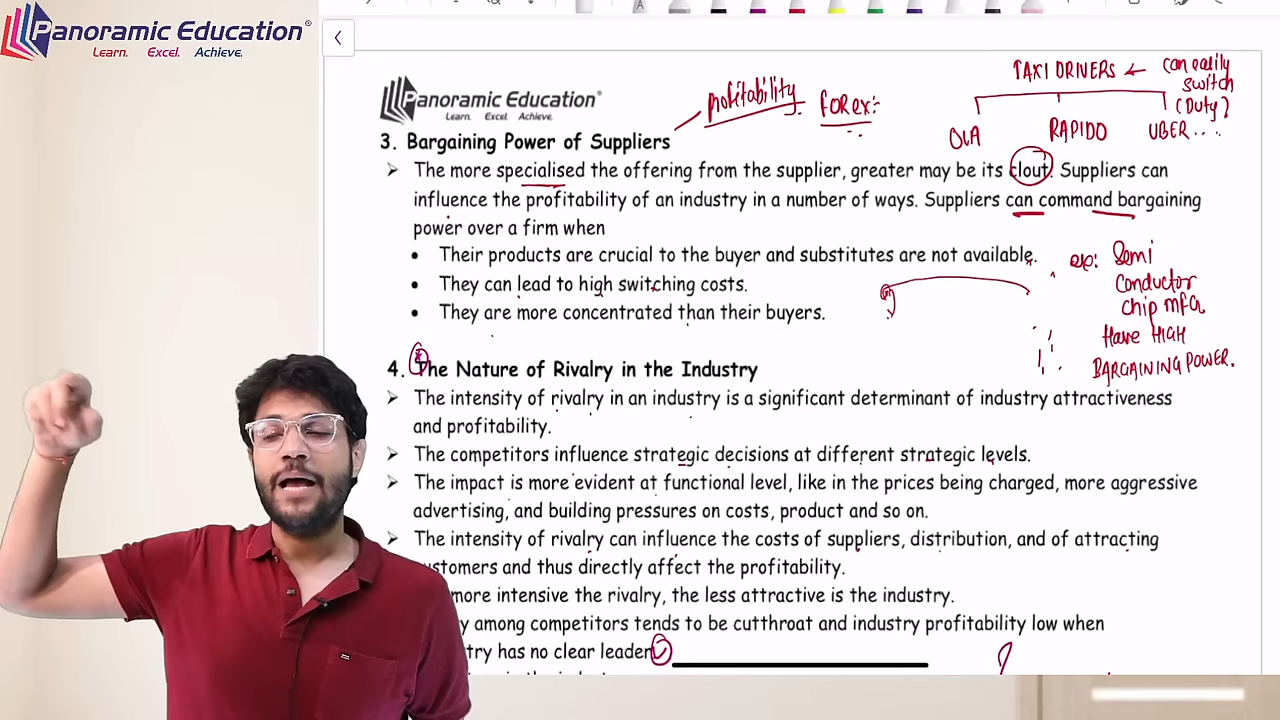 Panoramic Education®
Learn. Excel. Achieve.
Panoramic Education®
Learn. Excel. Achieve.
profitability
forex:-
TAXI DRIVERS ←
can easily
switch
(Duty)
OLA
RAPIDO
UBER....
3. Bargaining Power of Suppliers
➢ The more specialised the offering from the supplier, greater may be its clout. Suppliers can
influence the profitability of an industry in a number of ways. Suppliers can command bargaining
power over a firm when
• Their products are crucial to the buyer and substitutes are not available.
• They can lead to high switching costs.
• They are more concentrated than their buyers.
Semi
Conductor
Chip mfg
Have HIGH
BARGAINING POWER.
4. The Nature of Rivalry in the Industry
➢ The intensity of rivalry in an industry is a significant determinant of industry attractiveness
and profitability.
➢ The competitors influence strategic decisions at different strategic levels.
➢ The impact is more evident at functional level, like in the prices being charged, more aggressive
advertising, and building pressures on costs, product and so on.
➢ The intensity of rivalry can influence the costs of suppliers, distribution, and of attracting
and thus directly affect the profitability.
more intensive the rivalry, the less attractive is the industry.
among competitors tends to be cutthroat and industry profitability low when
has no clear leader